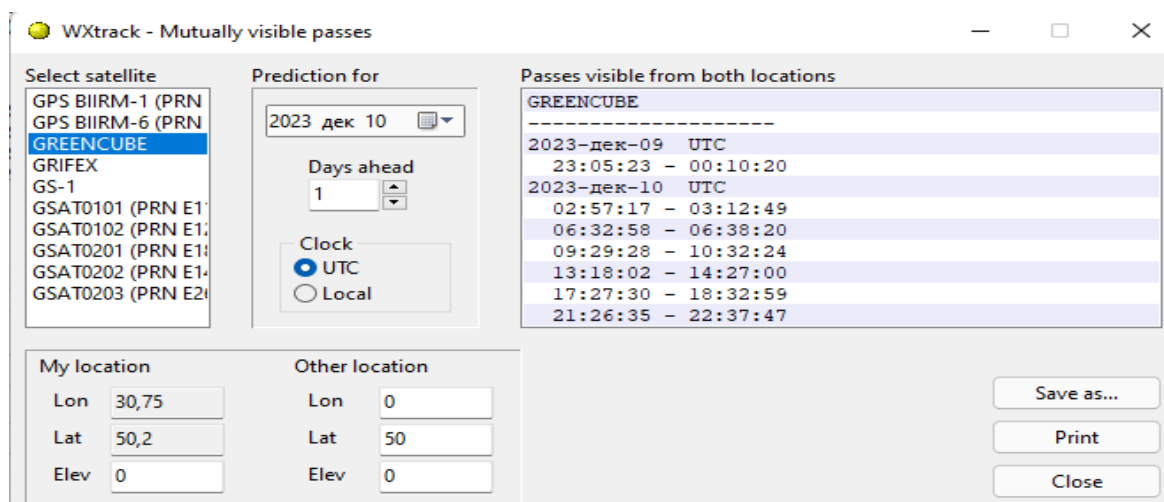 WXtrack - Mutually visible passes
Select satellite
GPS BIIRM-1 (PRN
GPS BIIRM-6 (PRN
GREENCUBE
GRIFEX
GS-1
GSAT0101 (PRN E1
GSAT0102 (PRN E1
GSAT0201 (PRN E1
GSAT0202 (PRN E1
GSAT0203 (PRN E2
Prediction for
2023 дек 10
Days ahead
1
Clock
UTC
Local
Passes visible from both locations
GREENCUBE
---------------------
2023-дек-09 UTC
23:05:23 - 00:10:20
2023-дек-10 UTC
02:57:17 - 03:12:49
06:32:58 - 06:38:20
09:29:28 - 10:32:24
13:18:02 - 14:27:00
17:27:30 - 18:32:59
21:26:35 - 22:37:47
My location
Lon 30,75
Lat 50,2
Elev 0
Other location
Lon 0
Lat 50
Elev 0
Save as...
Print
Close